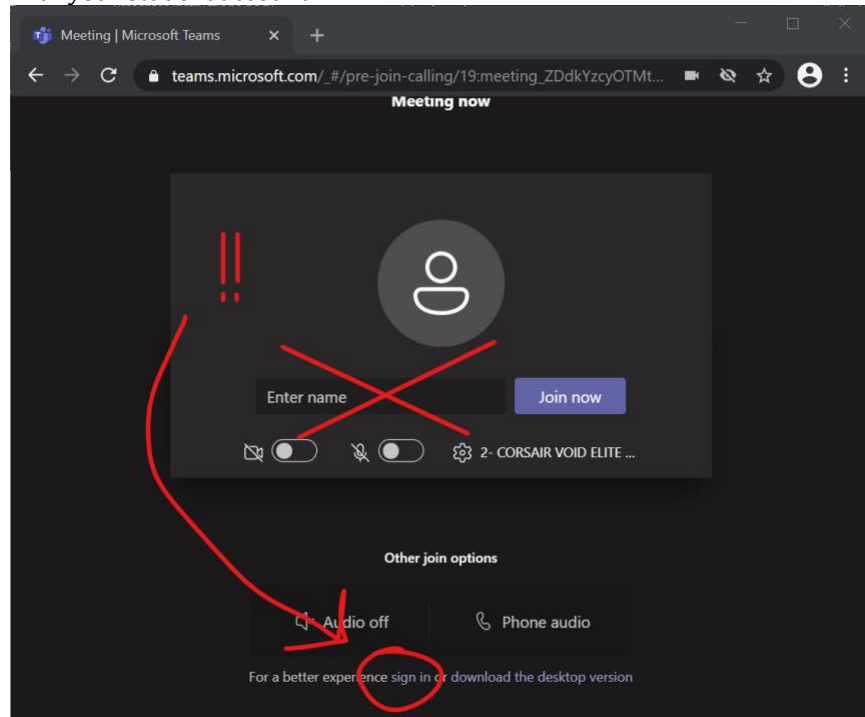 Meeting | Microsoft Teams
teams.microsoft.com/_#/pre-join-calling/19:meeting_ZDdkYzcyOTMt...
Meeting now
!!
Enter name
Join now
2- CORSAIR VOID ELITE ...
Other join options
Audio off
Phone audio
For a better experience sign in or download the desktop version